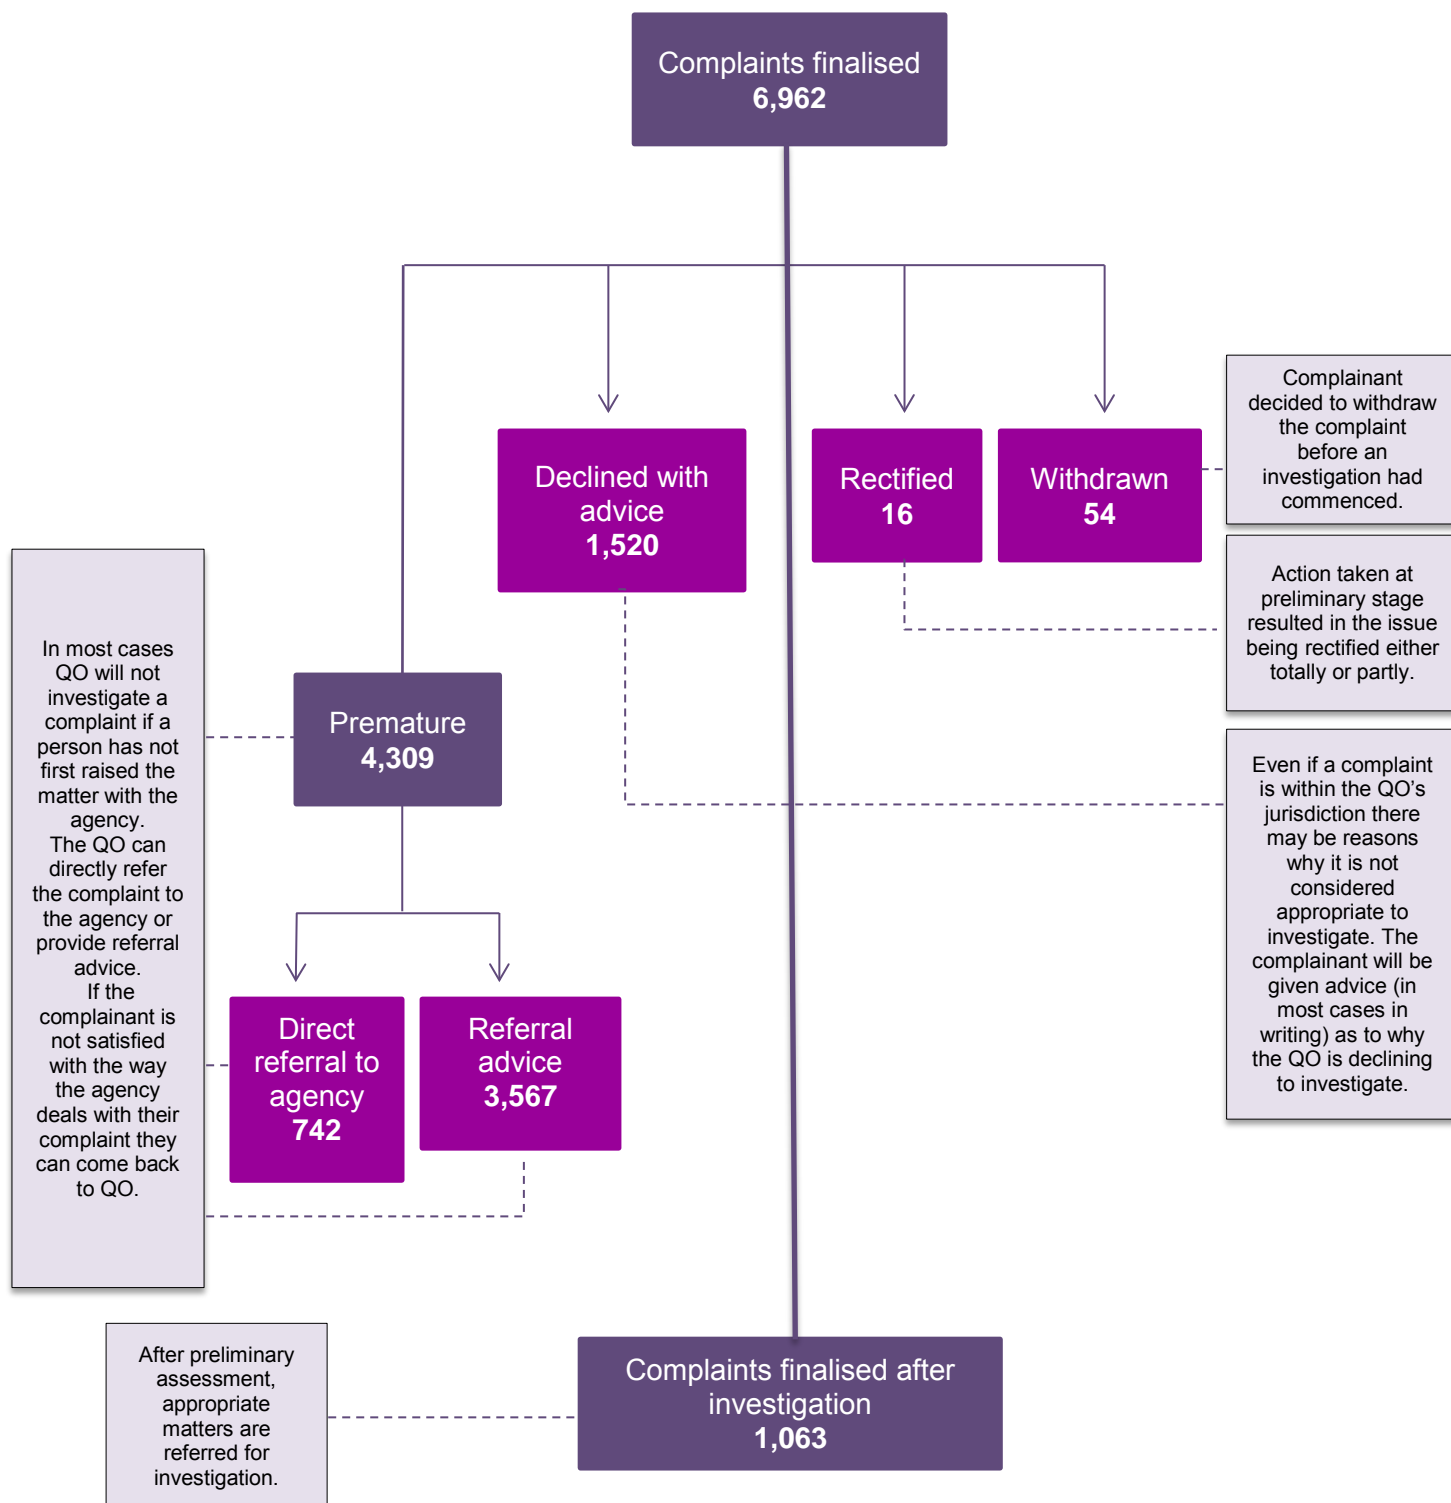 Complaints finalised
6,962
Declined with
advice
1,520
Rectified
16
Withdrawn
54
Complainant
decided to withdraw
the complaint
before an
investigation had
commenced.
Action taken at
preliminary stage
resulted in the issue
being rectified either
totally or partly.
In most cases
QO will not
investigate a
complaint if a
person has not
first raised the
matter with the
agency.
The QO can
directly refer
the complaint to
the agency or
provide referral
advice.
If the
complainant is
not satisfied
with the way
the agency
deals with their
complaint they
can come back
to QO.
Premature
4,309
Even if a complaint
is within the QO’s
jurisdiction there
may be reasons
why it is not
considered
appropriate to
investigate. The
complainant will be
given advice (in
most cases in
writing) as to why
the QO is declining
to investigate.
Direct
referral to
agency
742
Referral
advice
3,567
After preliminary
assessment,
appropriate
matters are
referred for
investigation.
Complaints finalised after
investigation
1,063